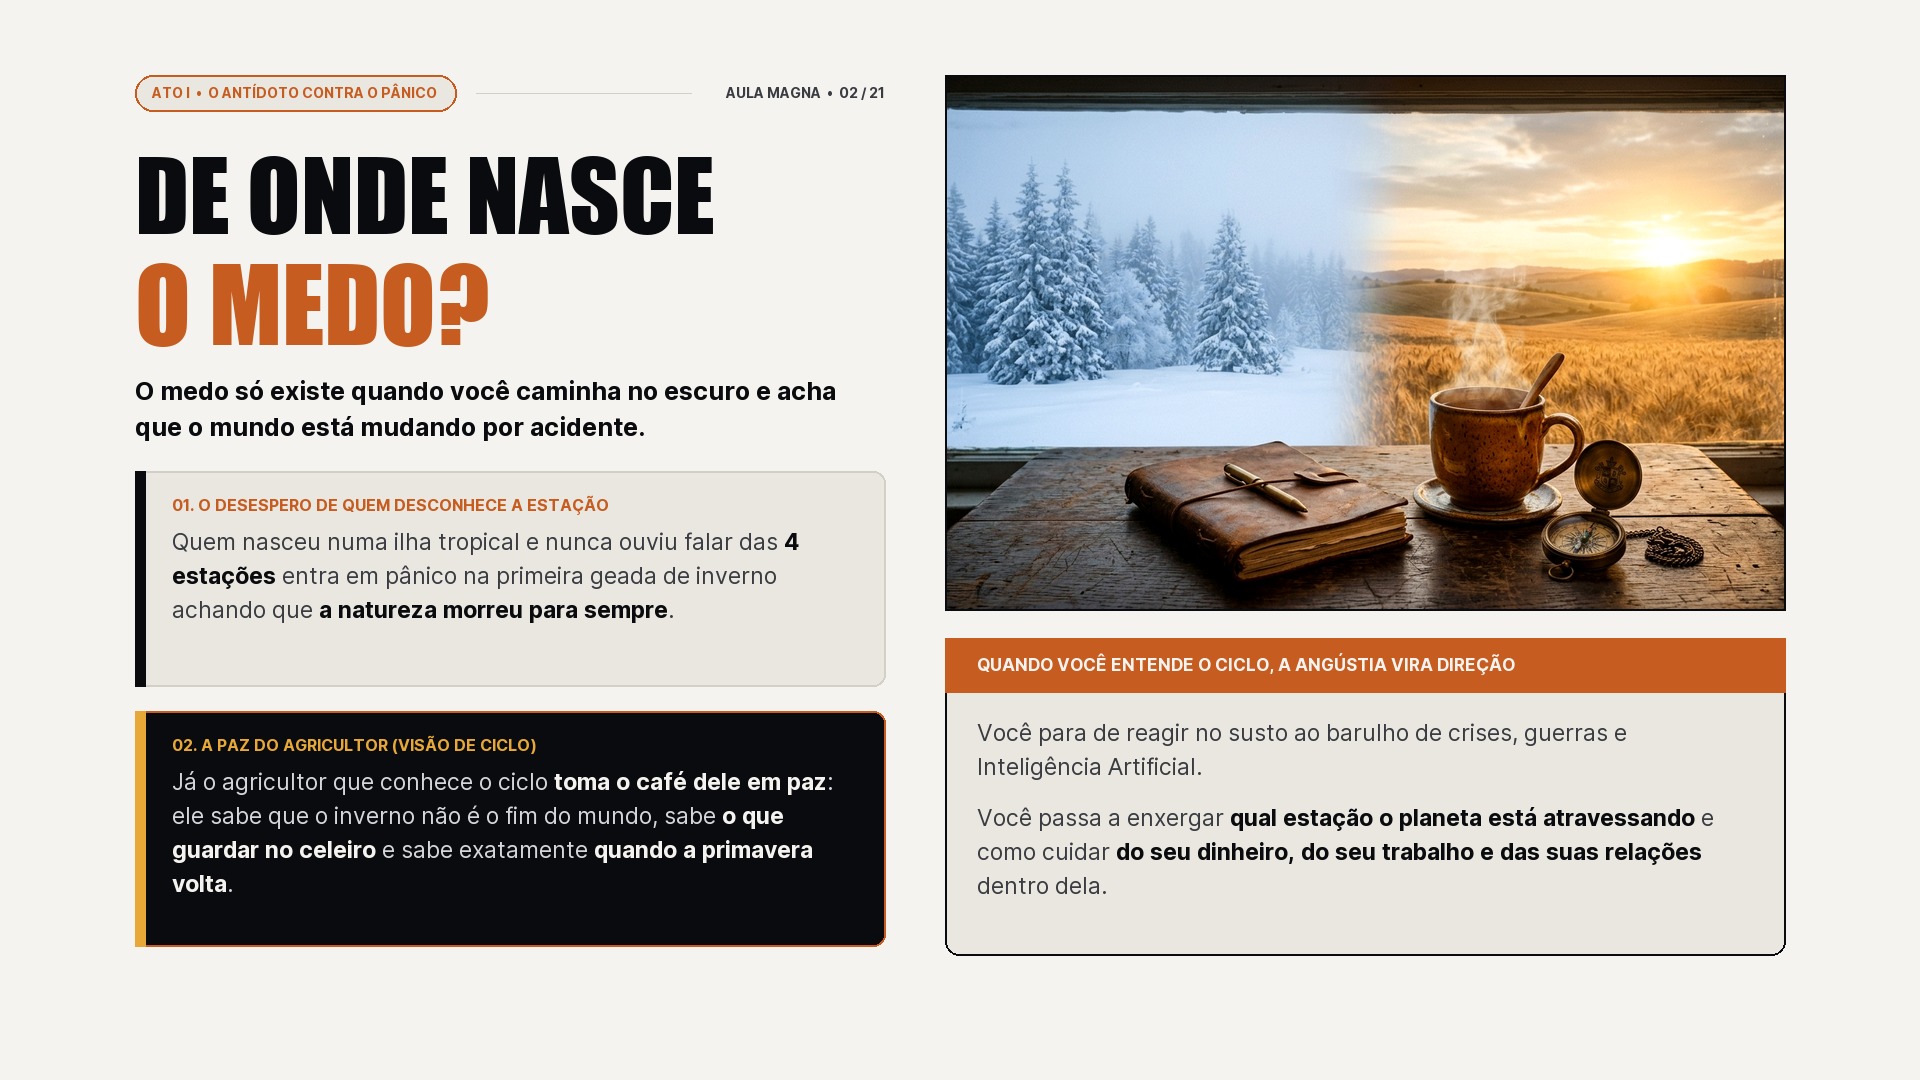 ATO I • O ANTÍDOTO CONTRA O PÂNICO
AULA MAGNA • 02 / 21
DE ONDE NASCE
O MEDO?
O medo só existe quando você caminha no escuro e acha
que o mundo está mudando por acidente.
01. O DESESPERO DE QUEM DESCONHECE A ESTAÇÃO
Quem nasceu numa ilha tropical e nunca ouviu falar das 4
estações entra em pânico na primeira geada de inverno
achando que a natureza morreu para sempre.
02. A PAZ DO AGRICULTOR (VISÃO DE CICLO)
Já o agricultor que conhece o ciclo toma o café dele em paz:
ele sabe que o inverno não é o fim do mundo, sabe o que
guardar no celeiro e sabe exatamente quando a primavera
volta.
QUANDO VOCÊ ENTENDE O CICLO, A ANGÚSTIA VIRA DIREÇÃO
Você para de reagir no susto ao barulho de crises, guerras e
Inteligência Artificial.
Você passa a enxergar qual estação o planeta está atravessando e
como cuidar do seu dinheiro, do seu trabalho e das suas relações
dentro dela.